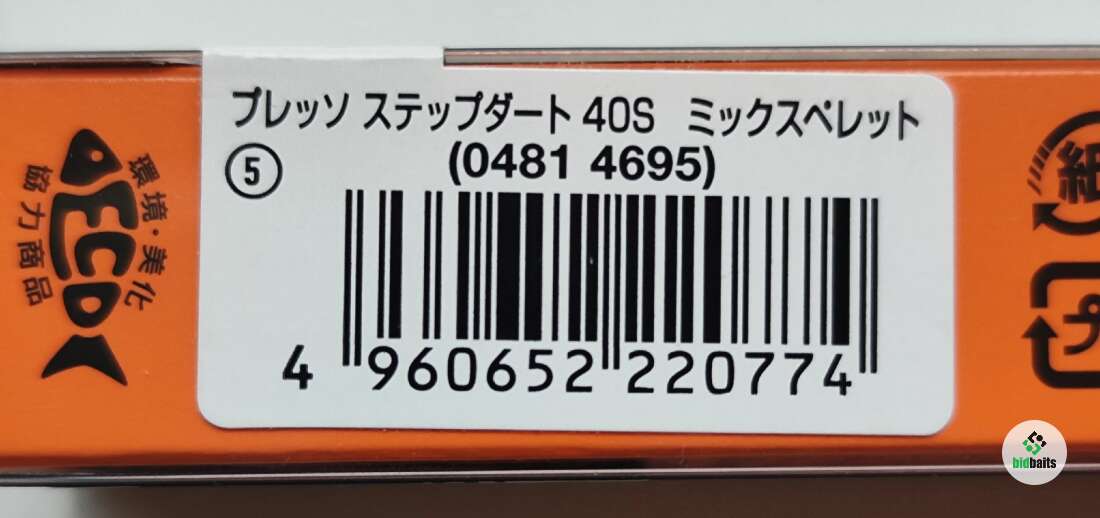 プレッソ ステップダート 40S ミックスペレット
⑤ (0481 4695)
4 960652 220774
ECO
環境・美化
協力商品
紙
プ
bidbaits